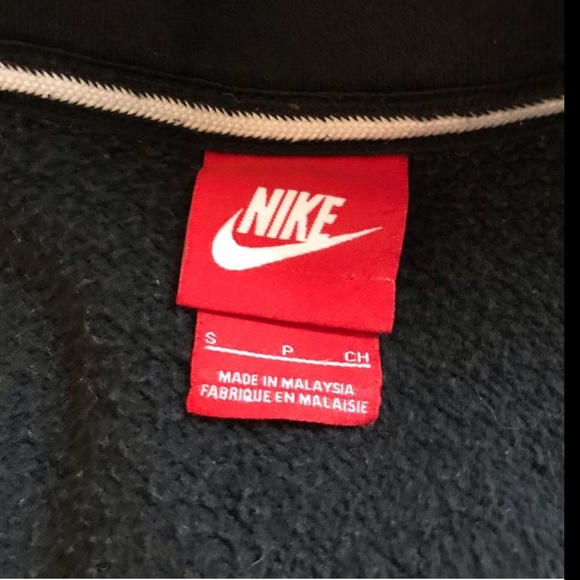 NIKE
S P CH
MADE IN MALAYSIA
FABRIQUE EN MALAISIE